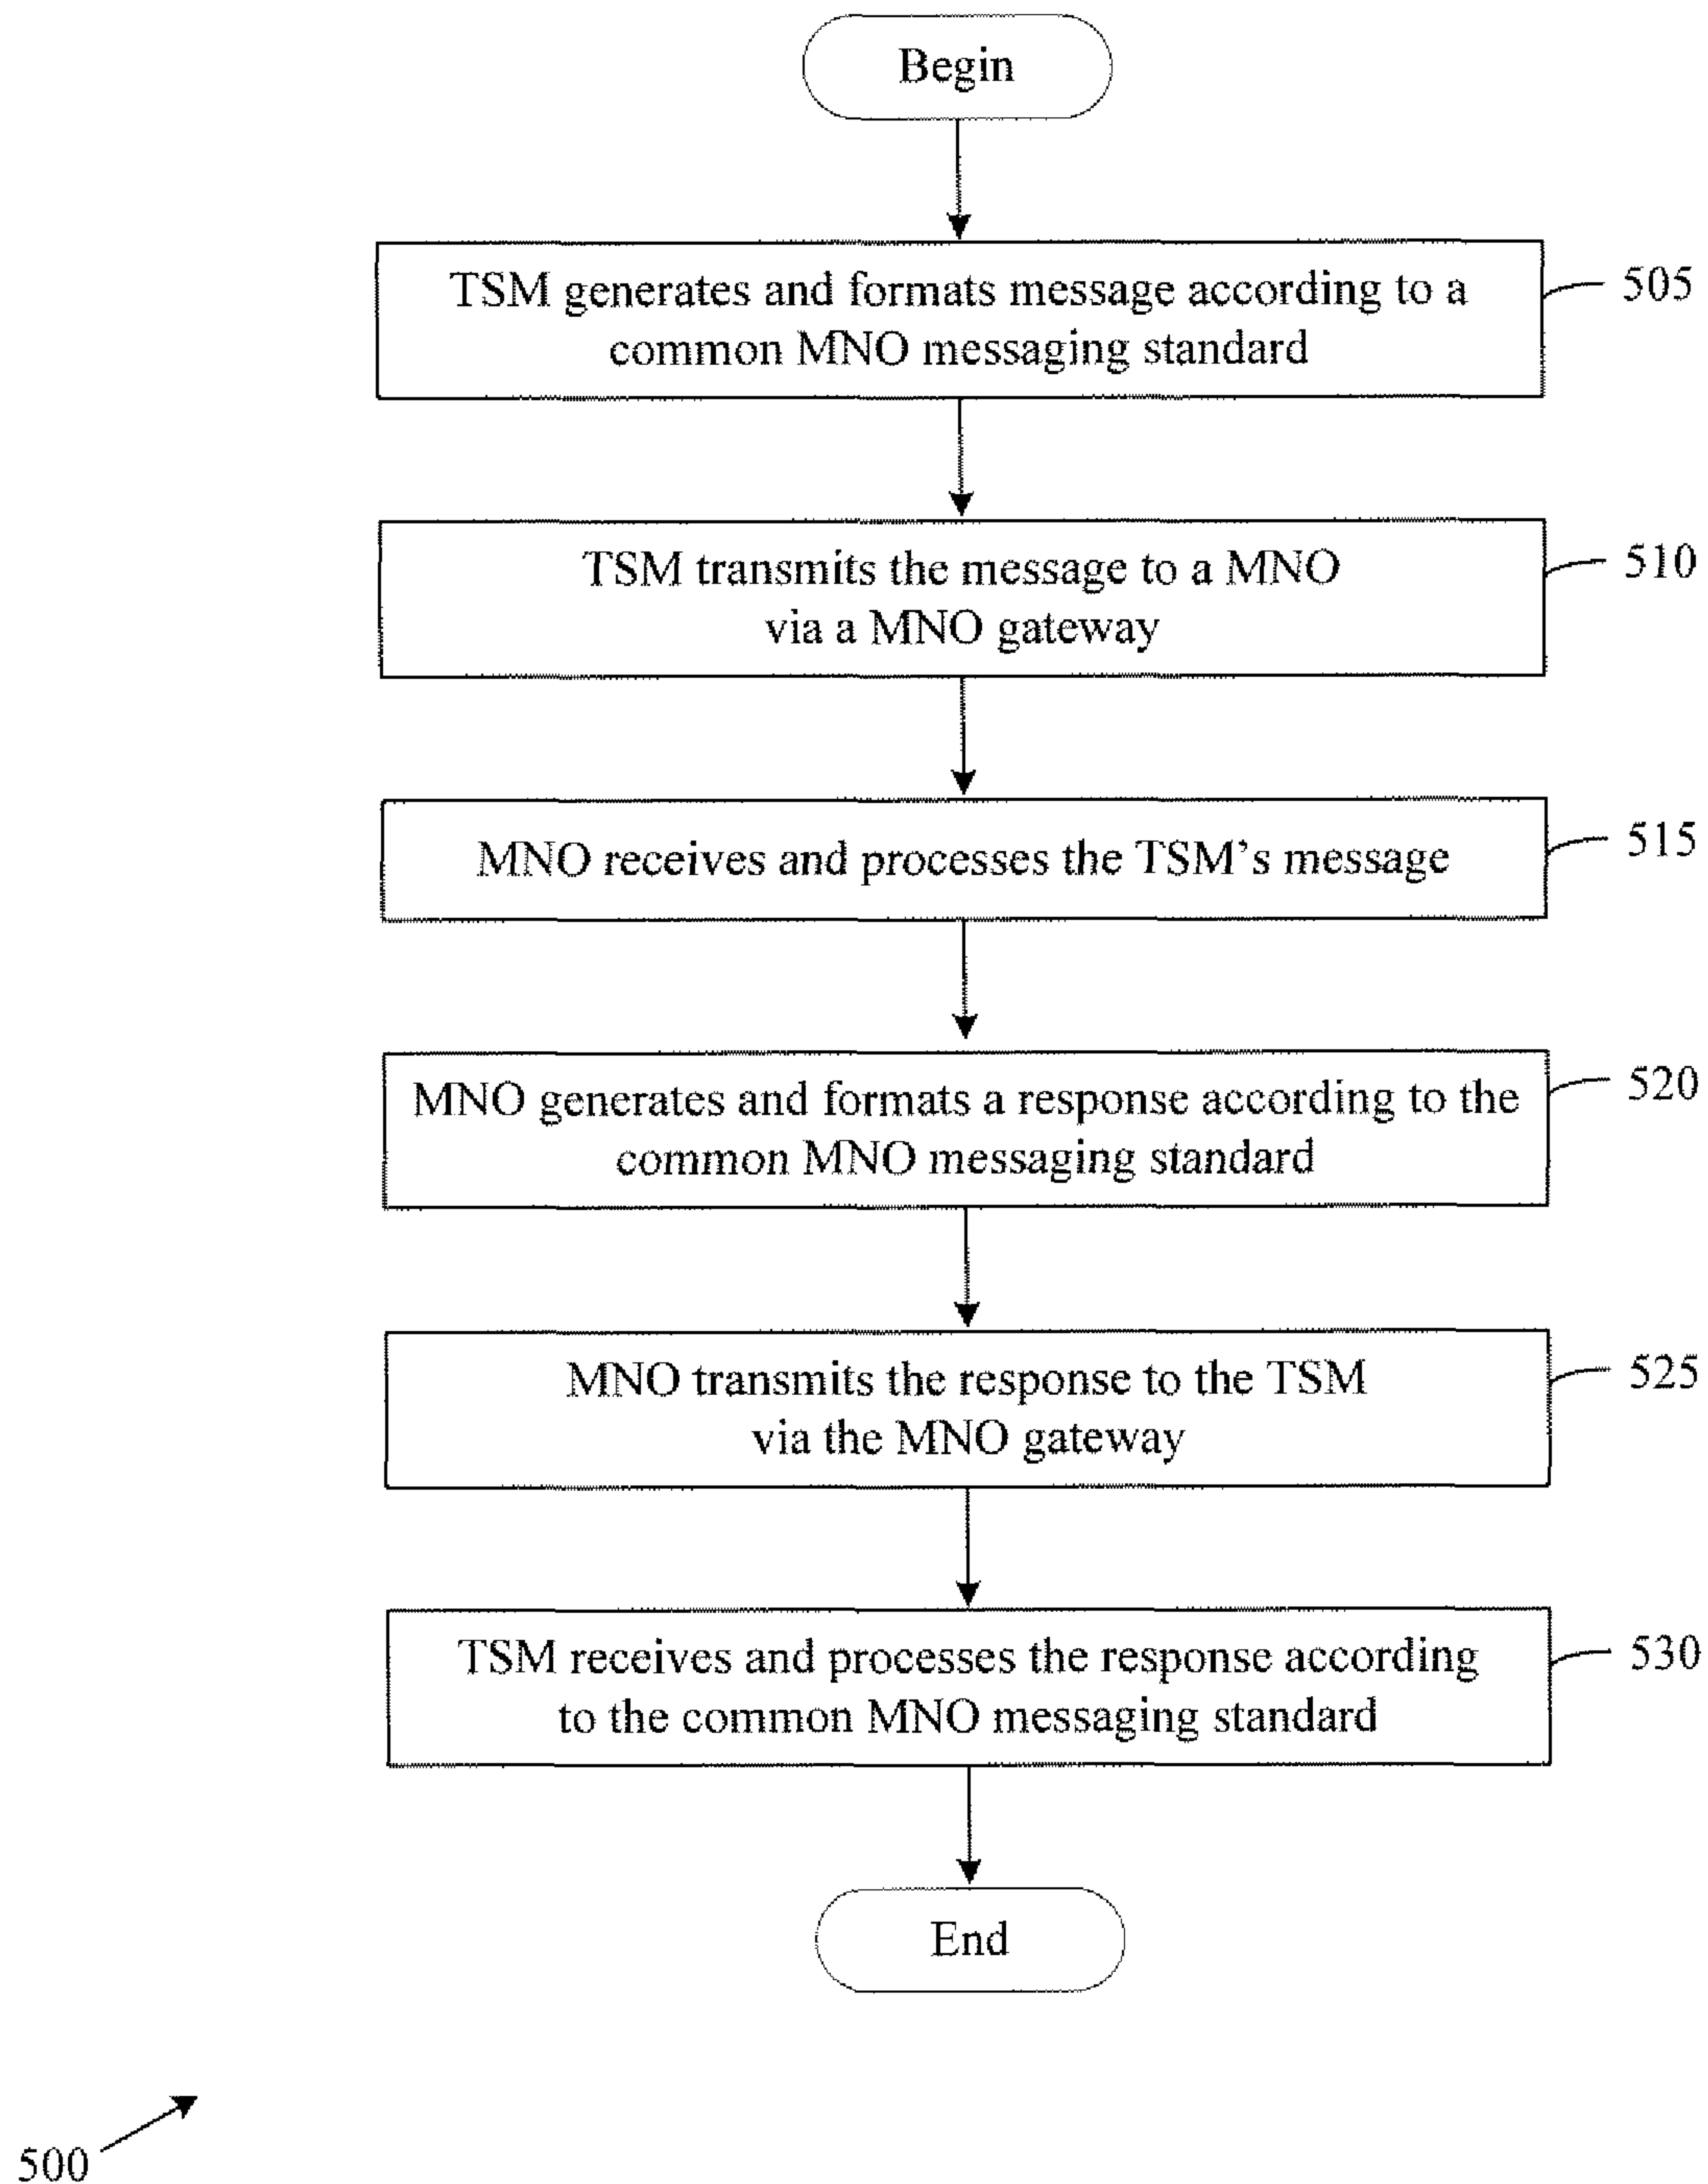 Begin
TSM generates and formats message according to a
common MNO messaging standard
505
TSM transmits the message to a MNO
via a MNO gateway
510
MNO receives and processes the TSM's message
515
MNO generates and formats a response according to the
common MNO messaging standard
520
MNO transmits the response to the TSM
via the MNO gateway
525
TSM receives and processes the response according
to the common MNO messaging standard
530
End
500